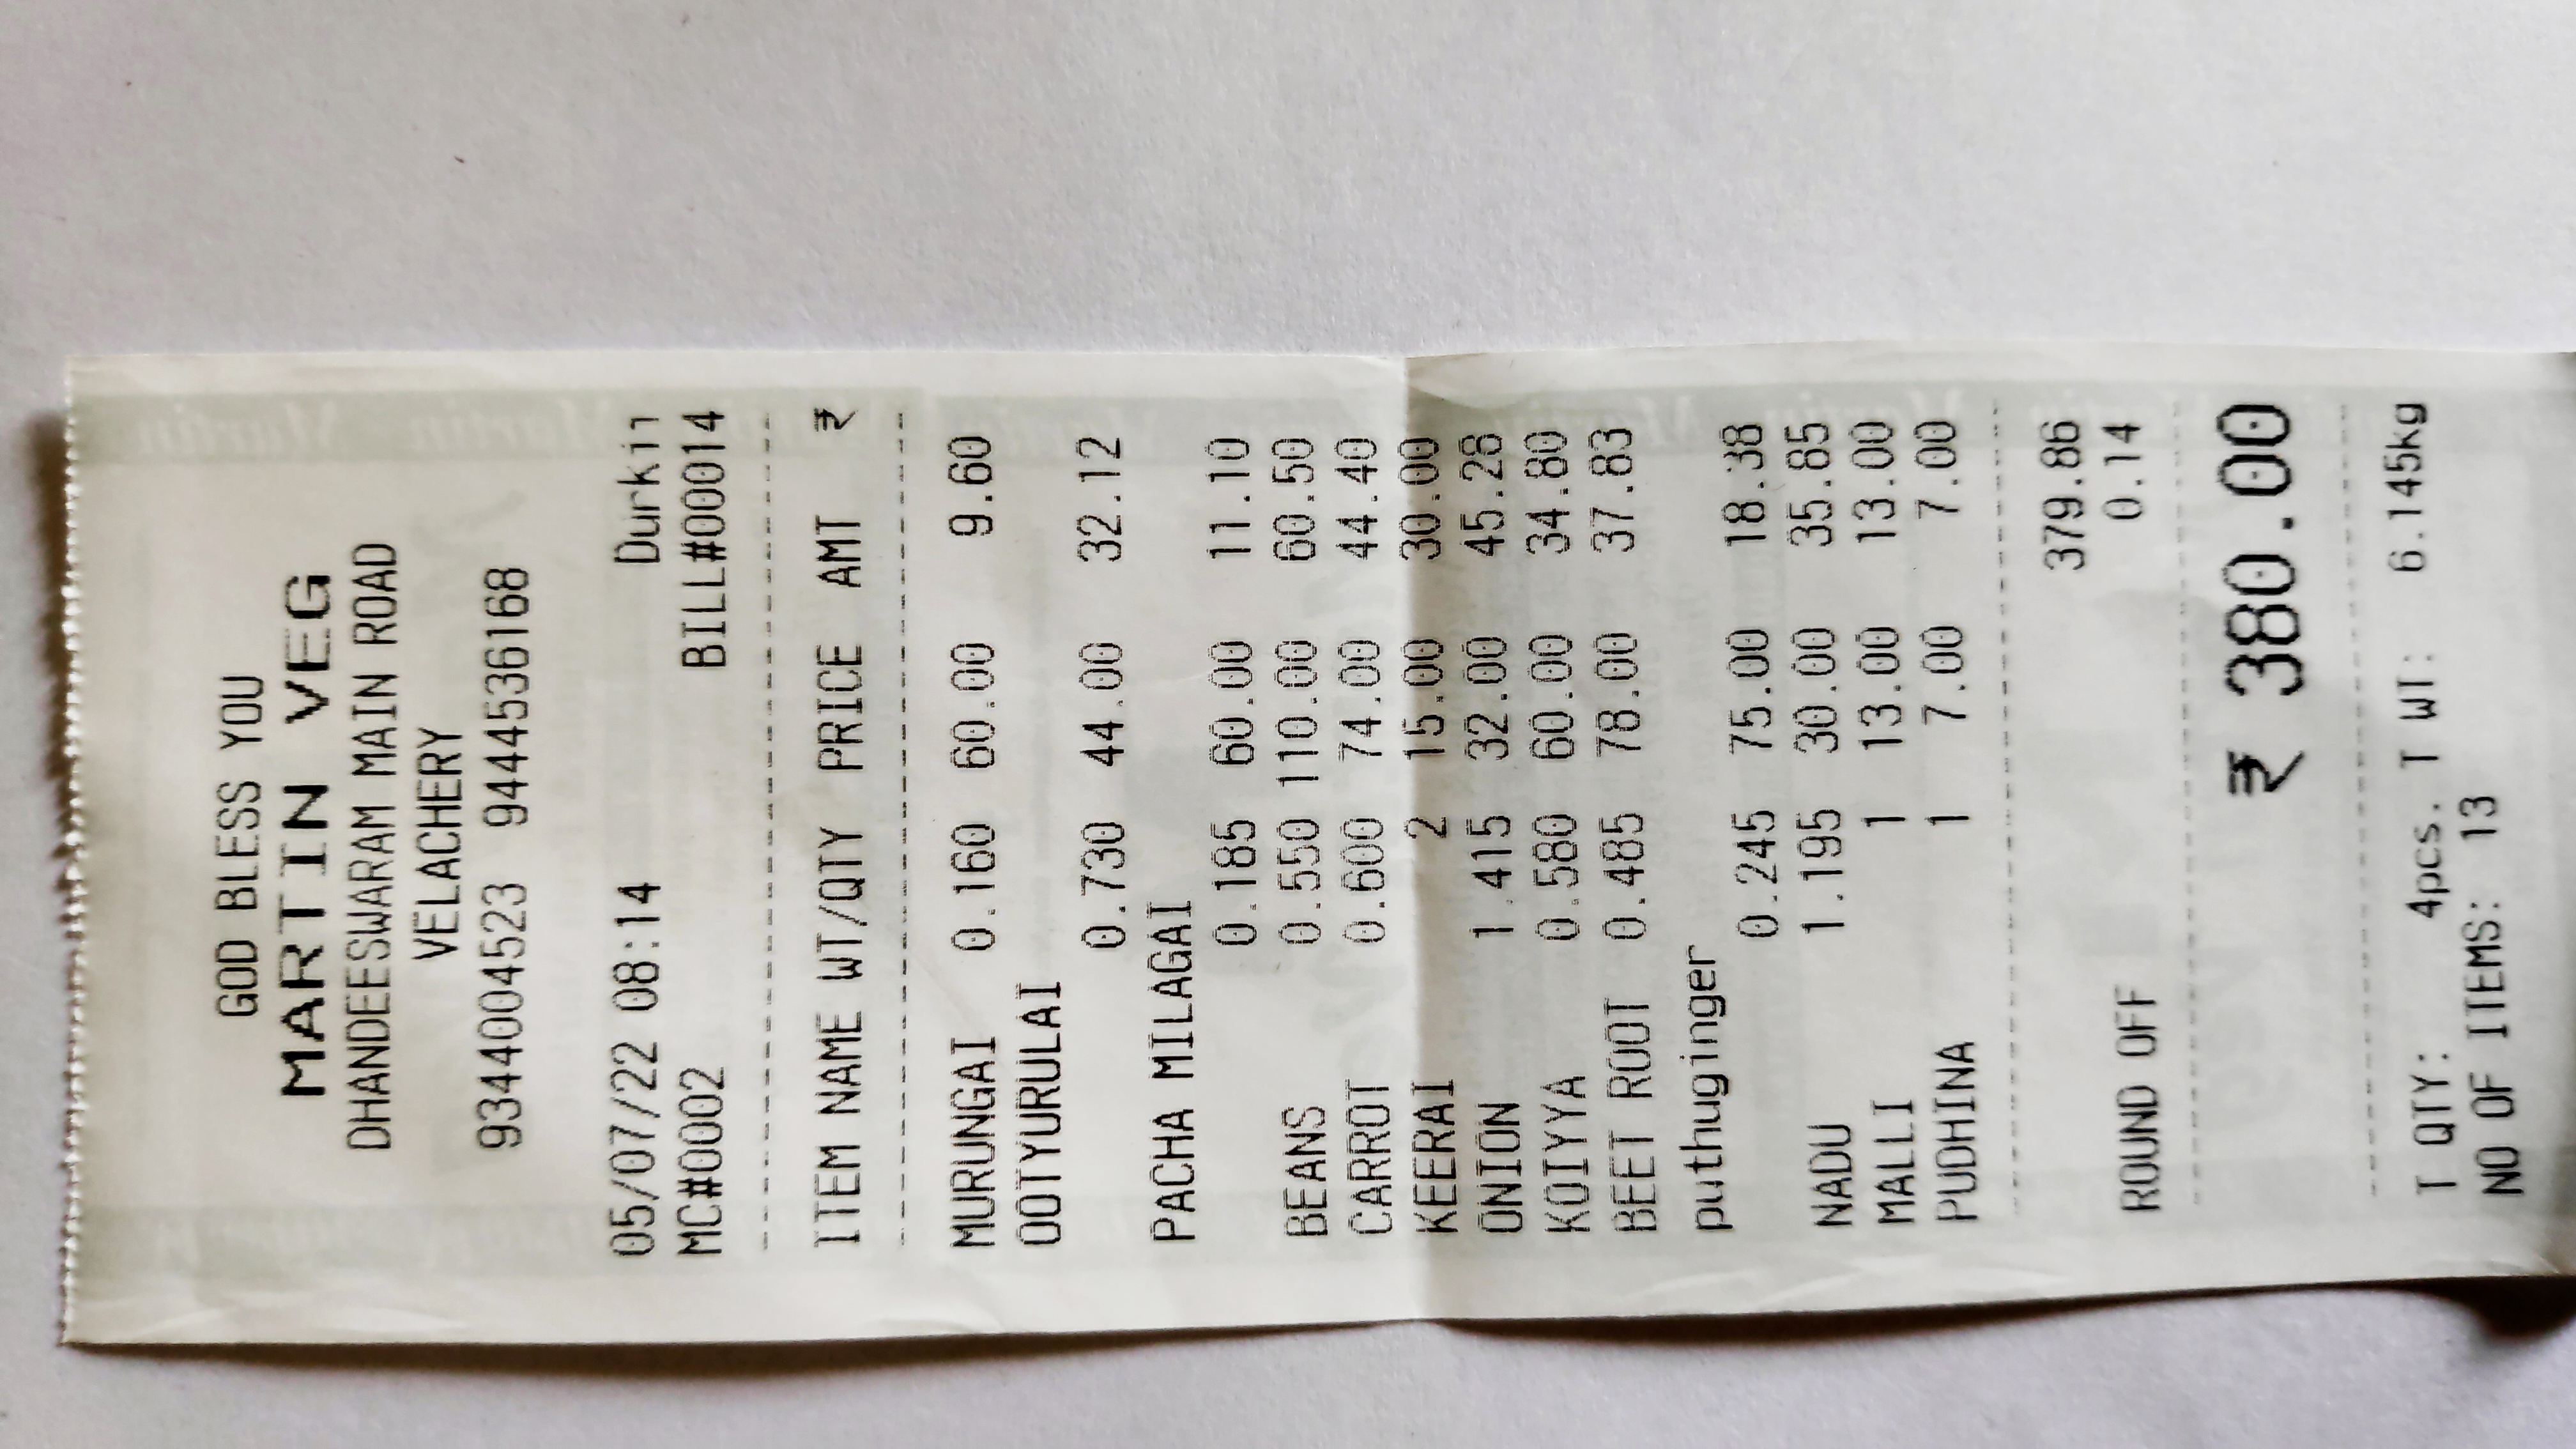 GOD BLESS YOU
MARTIN VEG
DHANDEESWARAM MAIN ROAD
VELACHERY
9344004523 9444536168
05/07/22 08:14 Durkin
MC#0002 BILL#00014
ITEM NAME WT/QTY PRICE AMT ₹
MURUNGAI 0.160 60.00 9.60
OOTYURULAI
0.730 44.00 32.12
PACHA MILAGAI
0.185 60.00 11.10
BEANS 0.550 110.00 60.50
CARROT 0.600 74.00 44.40
KEERAI 2 15.00 30.00
ONION 1.415 32.00 45.28
KOIYYA 0.580 60.00 34.80
BEET ROOT 0.485 78.00 37.83
puthuginger
0.245 75.00 18.38
NADU 1.195 30.00 35.85
MALLI 1 13.00 13.00
PUDHINA 1 7.00 7.00
379.86
ROUND OFF 0.14
₹ 380.00
T QTY: 4pcs. T WT: 6.145kg
NO OF ITEMS: 13